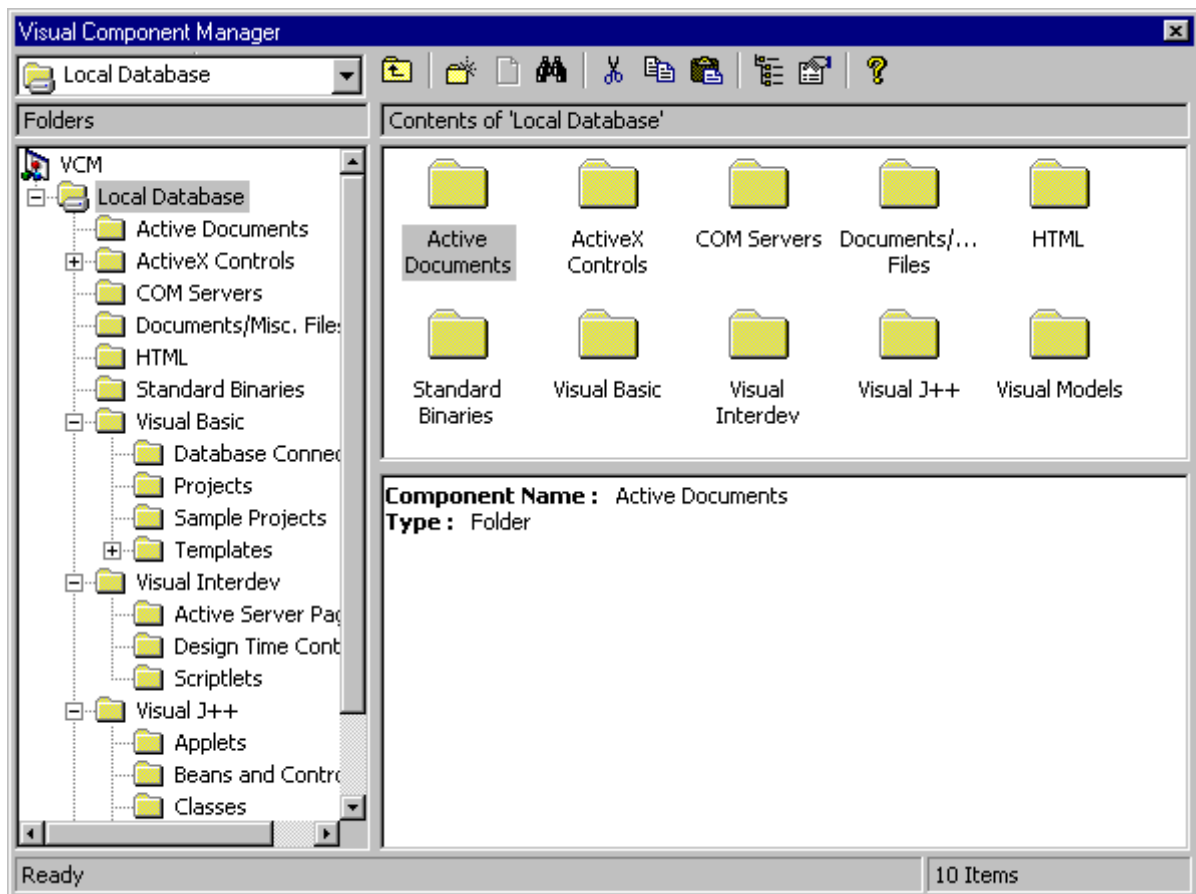 Visual Component Manager
Local Database
Folders
Contents of 'Local Database'
VCM
Local Database
Active Documents
ActiveX Controls
COM Servers
Documents/Misc. File
HTML
Standard Binaries
Visual Basic
Database Connec
Projects
Sample Projects
Templates
Visual Interdev
Active Server Pag
Design Time Cont
Scriptlets
Visual J++
Applets
Beans and Contro
Classes
Active
Documents
ActiveX
Controls
COM Servers
Documents/...
Files
HTML
Standard
Binaries
Visual Basic
Visual
Interdev
Visual J++
Visual Models
Component Name : Active Documents
Type : Folder
Ready
10 Items